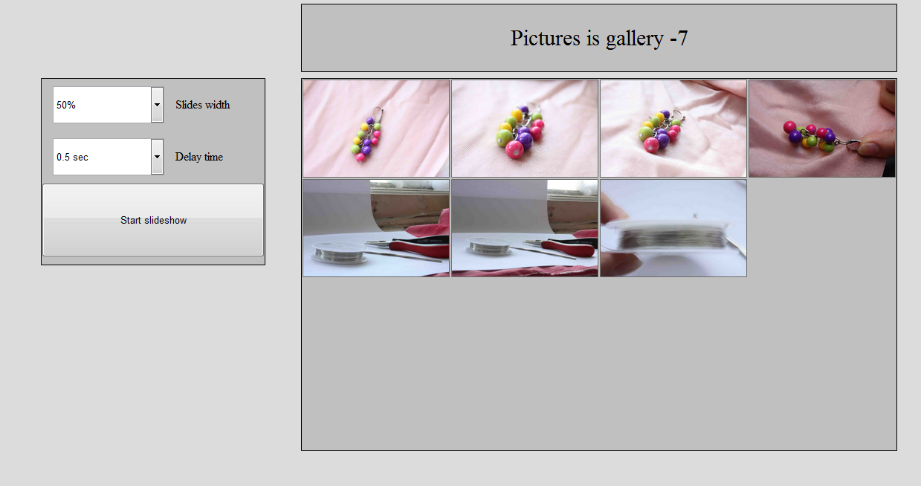 Pictures is gallery -7
50%
Slides width
0.5 sec
Delay time
Start slideshow